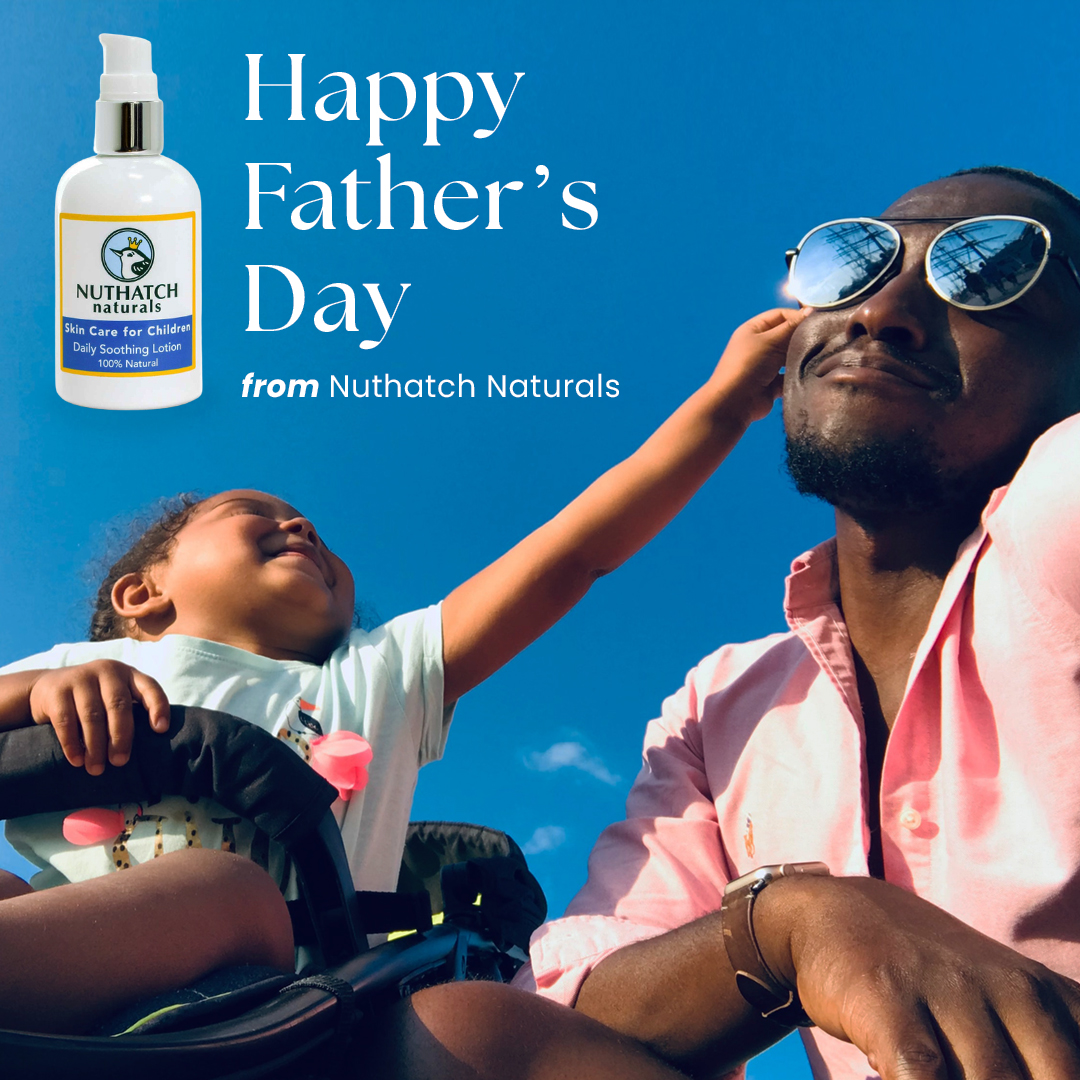 Happy
Father’s
Day
from Nuthatch Naturals
NUTHATCH
naturals
Skin Care for Children
Daily Soothing Lotion
100% Natural